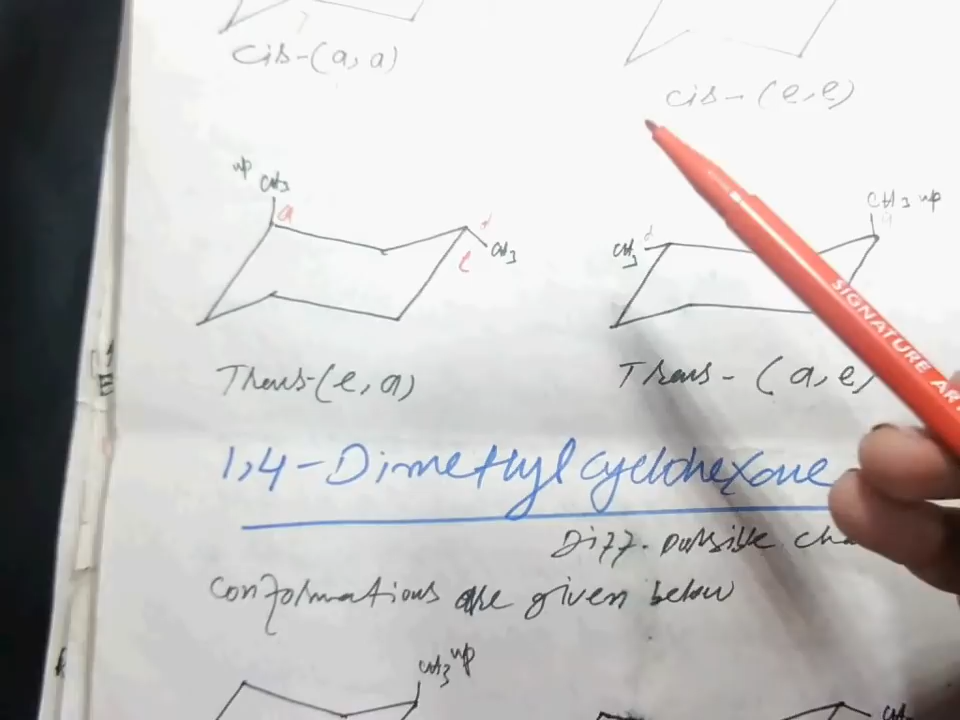 Cis-(a,a)
Cis-(e,e)
up
CH3
a
d
CH3
e
CH3 up
a
CH3
d
Trans-(e,a)
Trans-(a,e)
SIGNATURE
1,4-Dimethylcyclohexane
Diff. possible
conformations are given below
CH3 up